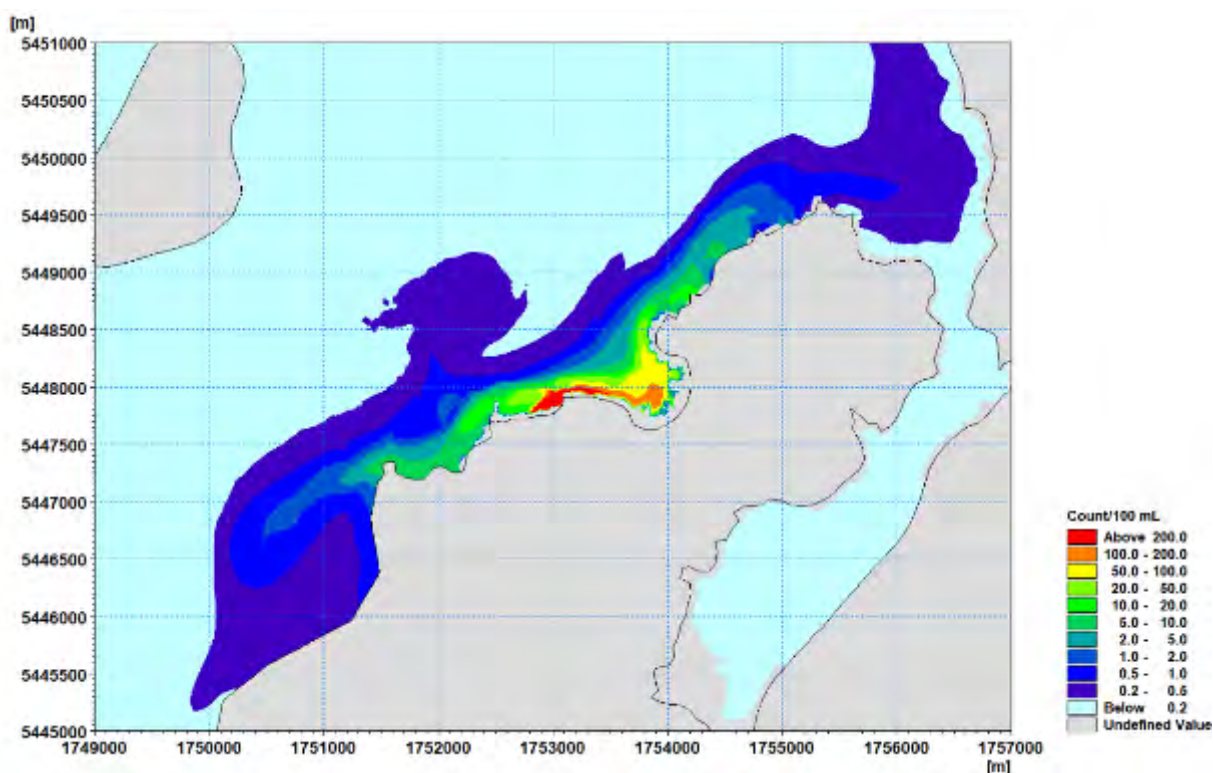 [m]
5451000
5450500
5450000
5449500
5449000
5448500
5448000
5447500
5447000
5446500
5446000
5445500
5445000
1749000 1750000 1751000 1752000 1753000 1754000 1755000 1756000 1757000
[m]
Count/100 mL
Above 200.0
100.0 - 200.0
50.0 - 100.0
20.0 - 50.0
10.0 - 20.0
5.0 - 10.0
2.0 - 5.0
1.0 - 2.0
0.5 - 1.0
0.2 - 0.5
Below 0.2
Undefined Value